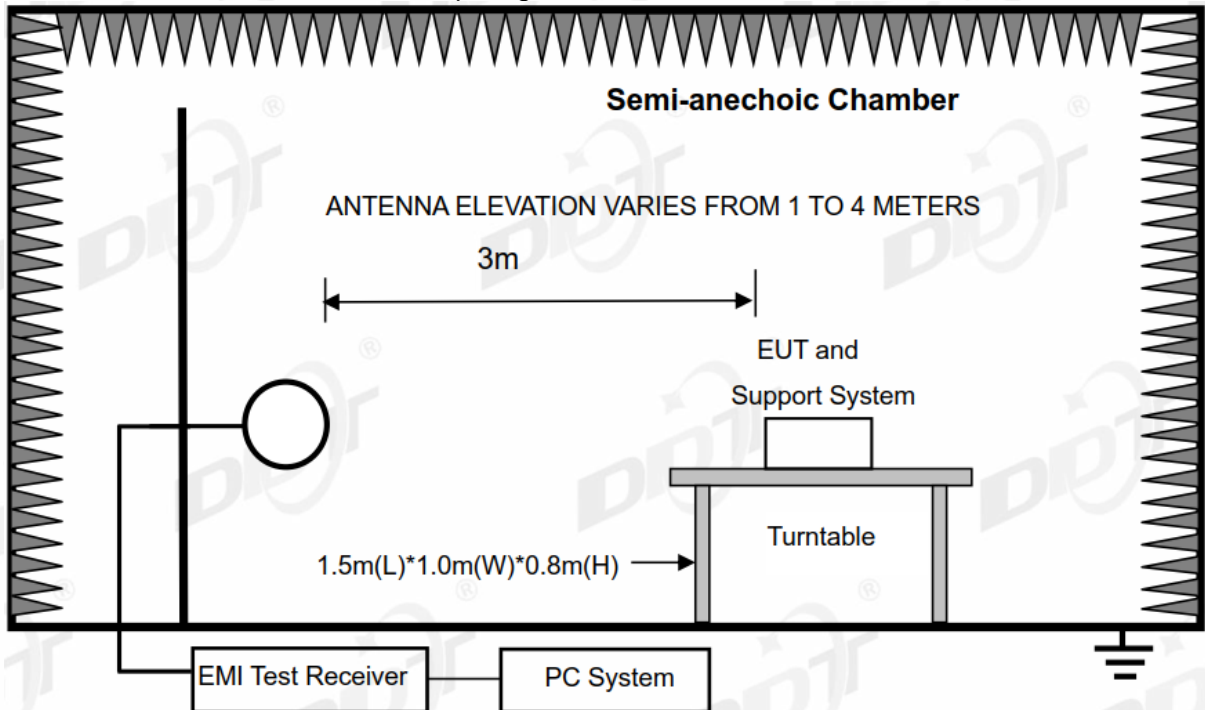 Semi-anechoic Chamber
ANTENNA ELEVATION VARIES FROM 1 TO 4 METERS
3m
EUT and
Support System
Turntable
1.5m(L)*1.0m(W)*0.8m(H)
EMI Test Receiver
PC System
DDT
®